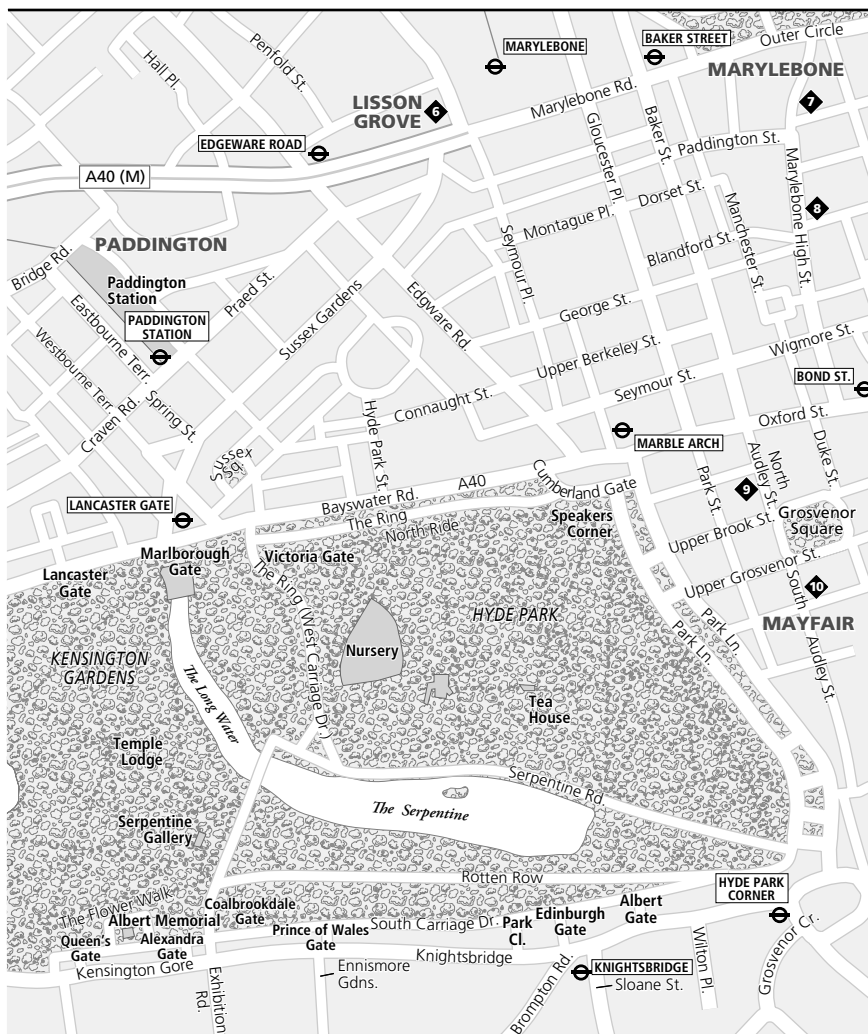 Outer Circle
BAKER STREET
MARYLEBONE
MARYLEBONE
Hall Pl.
Penfold St.
LISSON
GROVE
6
7
Marylebone Rd.
EDGEWARE ROAD
Gloucester Pl.
Baker St.
Paddington St.
A40 (M)
Dorset St.
Marylebone High St.
8
Montague Pl.
Manchester St.
Seymour Pl.
Blandford St.
PADDINGTON
Bridge Rd.
Paddington
Station
Praed St.
Sussex Gardens
Edgware Rd.
George St.
PADDINGTON
STATION
Eastbourne Terr.
Westbourne Terr.
Upper Berkeley St.
Wigmore St.
Seymour St.
BOND ST.
Connaught St.
Spring St.
Craven Rd.
Hyde Park St.
Oxford St.
MARBLE ARCH
Duke St.
North
Audley St.
Sussex
Sq.
A40
Cumberland Gate
Park St.
9
LANCASTER GATE
Bayswater Rd.
The Ring
North Ride
Speakers
Corner
Grosvenor
Square
Upper Brook St.
Marlborough
Gate
Victoria Gate
Lancaster
Gate
The Ring (West Carriage Dr.)
Upper Grosvenor St.
10
HYDE PARK
Park Ln.
Park Ln.
MAYFAIR
South
Audley St.
KENSINGTON
GARDENS
Nursery
The Long Water
Tea
House
Temple
Lodge
Serpentine Rd.
The Serpentine
Serpentine
Gallery
Rotten Row
HYDE PARK
CORNER
The Flower Walk
Coalbrookdale
Gate
Albert
Gate
Albert Memorial
South Carriage Dr.
Edinburgh
Gate
Park
Cl.
Prince of Wales
Gate
Queen's
Gate
Alexandra
Gate
Knightsbridge
Grosvenor Cr.
Kensington Gore
Wilton Pl.
Ennismore
Gdns.
Exhibition
Rd.
Brompton Rd.
KNIGHTSBRIDGE
Sloane St.